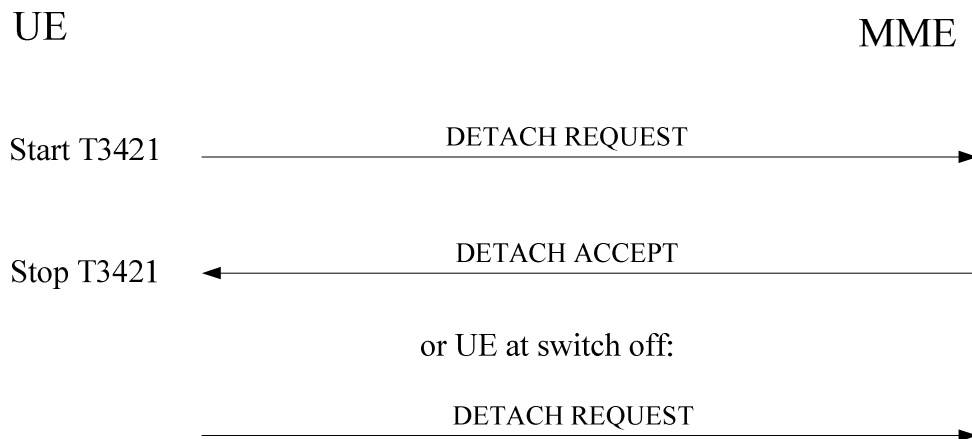 UE
MME
Start T3421
DETACH REQUEST
Stop T3421
DETACH ACCEPT
or UE at switch off:
DETACH REQUEST